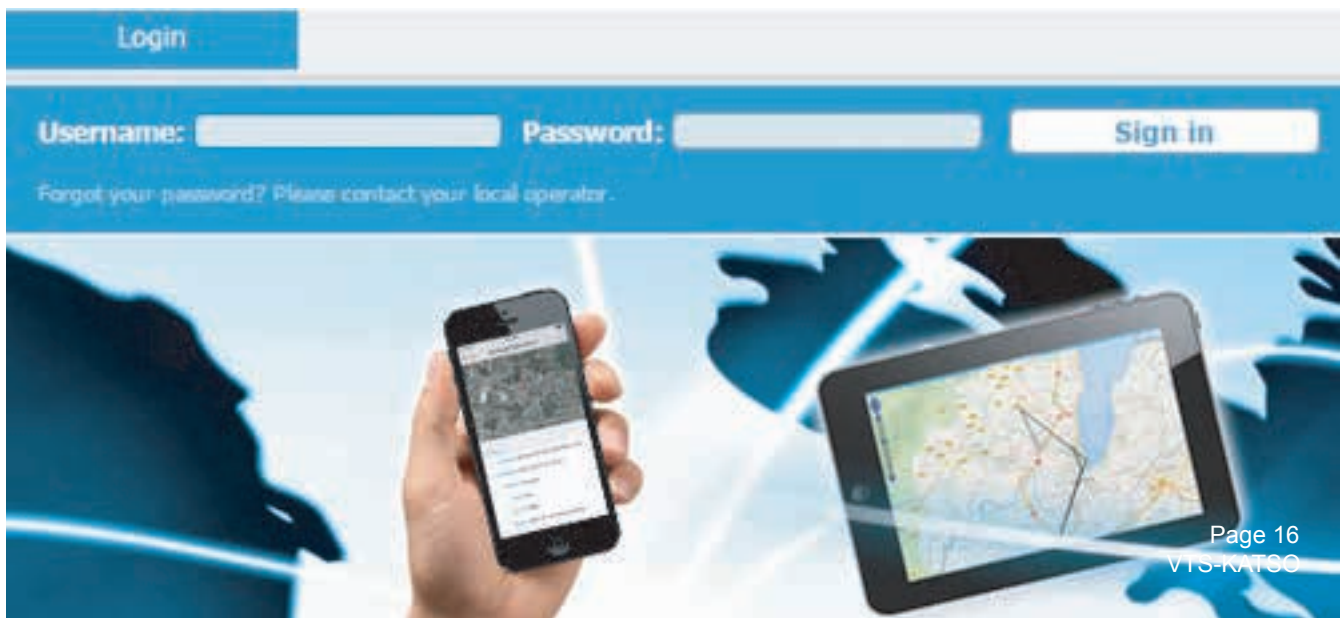 Login
Username:
Password:
Sign in
Forgot your password? Please contact your local operator.
Page 16
VTS-KATSO